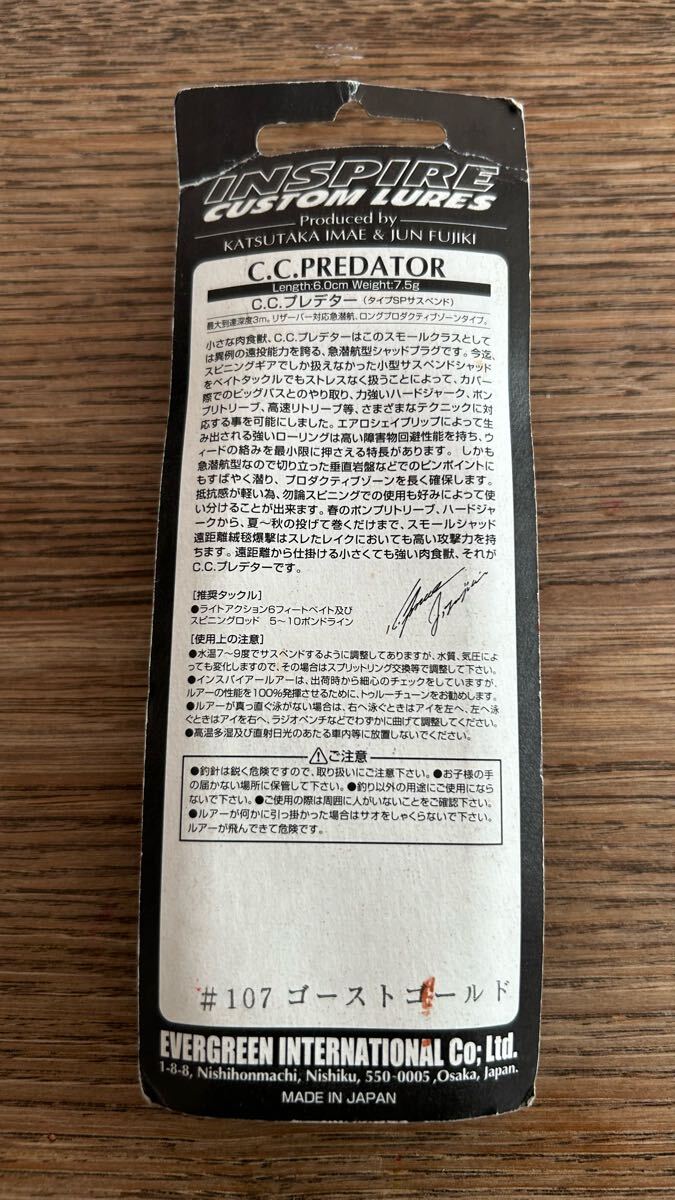 INSPIRE
CUSTOM LURES
Produced by
KATSUTAKA IMAE & JUN FUJIKI
C.C.PREDATOR
Length:6.0cm Weight:7.5g
C.C.プレデター（タイプSPサスペンド）
最大到達深度3m。リザーバー対応急潜航、ロングプロダクティブゾーンタイプ。
小さな肉食獣、C.C.プレデターはこのスモールクラスとして
は異例の遠投能力を誇る、急潜航型シャッドプラグです。今迄、
スピニングギアでしか扱えなかった小型サスペンドシャッド
をベイトタックルでもストレスなく扱うことによって、カバー
際でのビッグバスとのやり取り、力強いハードジャーク、ポン
プリトリーブ、高速リトリーブ等、さまざまなテクニックに対
応する事を可能にしました。エアロシェイプリップによって生
み出される強いローリングは高い障害物回避性能を持ち、ウ
ィードの絡みを最小限に押さえる特長があります。しかも
急潜航型なので切り立った垂直岩盤などでのピンポイントに
もすばやく潜り、プロダクティブゾーンを長く確保します。
抵抗感が軽い為、勿論スピニングでの使用も好みによって使
い分けることが出来ます。春のポンプリトリーブ、ハードジャ
ークから、夏〜秋の投げて巻くだけまで、スモールシャッド
遠距離絨毯爆撃はスレたレイクにおいても高い攻撃力を持
ちます。遠距離から仕掛ける小さくても強い肉食獣、それが
C.C.プレデターです。
[推奨タックル]
●ライトアクション6フィートベイト及び
スピニングロッド　5〜10ポンドライン
[使用上の注意]
●水温7〜9度でサスペンドするように調整してありますが、水質、気圧によ
っても変化しますので、その場合はスプリットリング交換等で調整して下さい。
●インスパイアールアーは、出荷時から細心のチェックをしていますが、
ルアーの性能を100%発揮させるために、トゥルーチューンをお勧めします。
●ルアーが真っ直ぐ泳がない場合は、右へ泳ぐときはアイを左へ、左へ泳
ぐときはアイを右へ、ラジオペンチなどでわずかに曲げて調整してください。
●高温多湿及び直射日光のあたる車内等に放置しないでください。
⚠ご注意
●釣針は鋭く危険ですので、取り扱いにご注意下さい。●お子様の手
の届かない場所に保管して下さい。●釣り以外の用途にご使用になら
ないで下さい。●ご使用の際は周囲に人がいないことをご確認下さい。
●ルアーが何かに引っ掛かった場合はサオをしゃくらないで下さい。
ルアーが飛んできて危険です。
#107 ゴーストゴールド
EVERGREEN INTERNATIONAL Co; Ltd.
1-8-8, Nishihonmachi, Nishiku, 550-0005 ,Osaka, Japan.
MADE IN JAPAN